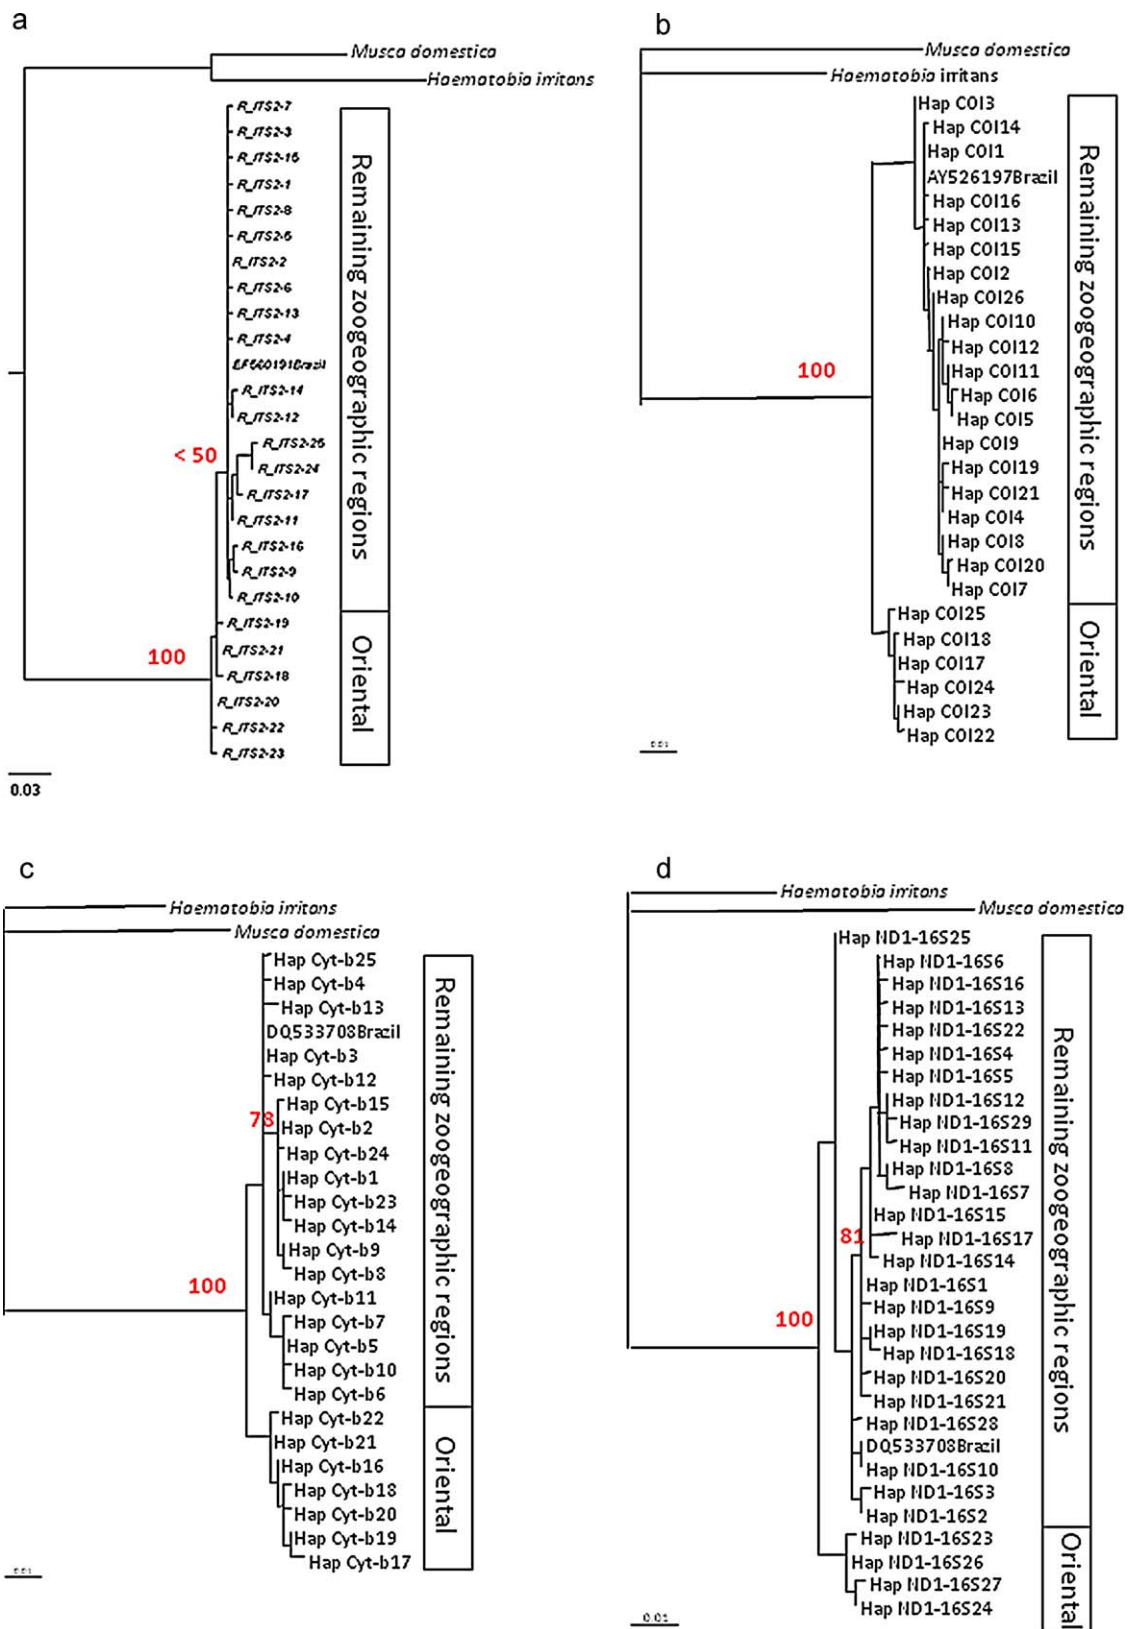 a
Musca domestica
Haematobia irritans
R_ITS2-7
R_ITS2-3
R_ITS2-15
R_ITS2-1
R_ITS2-8
R_ITS2-5
R_ITS2-2
R_ITS2-6
R_ITS2-13
R_ITS2-4
EF560191Brazil
R_ITS2-14
R_ITS2-12
R_ITS2-25
R_ITS2-24
R_ITS2-17
R_ITS2-11
R_ITS2-16
R_ITS2-9
R_ITS2-10
R_ITS2-19
R_ITS2-21
R_ITS2-18
R_ITS2-20
R_ITS2-22
R_ITS2-23
< 50
100
Remaining zoogeographic regions
Oriental
0.03
b
Musca domestica
Haematobia irritans
Hap COI3
Hap COI14
Hap COI1
AY526197Brazil
Hap COI16
Hap COI13
Hap COI15
Hap COI2
Hap COI26
Hap COI10
Hap COI12
Hap COI11
Hap COI6
Hap COI5
Hap COI9
Hap COI19
Hap COI21
Hap COI4
Hap COI8
Hap COI20
Hap COI7
Hap COI25
Hap COI18
Hap COI17
Hap COI24
Hap COI23
Hap COI22
100
Remaining zoogeographic regions
Oriental
0.01
c
Haematobia irritans
Musca domestica
Hap Cyt-b25
Hap Cyt-b4
Hap Cyt-b13
DQ533708Brazil
Hap Cyt-b3
Hap Cyt-b12
Hap Cyt-b15
Hap Cyt-b2
Hap Cyt-b24
Hap Cyt-b1
Hap Cyt-b23
Hap Cyt-b14
Hap Cyt-b9
Hap Cyt-b8
Hap Cyt-b11
Hap Cyt-b7
Hap Cyt-b5
Hap Cyt-b10
Hap Cyt-b6
Hap Cyt-b22
Hap Cyt-b21
Hap Cyt-b16
Hap Cyt-b18
Hap Cyt-b20
Hap Cyt-b19
Hap Cyt-b17
78
100
Remaining zoogeographic regions
Oriental
0.01
d
Haematobia irritans
Musca domestica
Hap ND1-16S25
Hap ND1-16S6
Hap ND1-16S16
Hap ND1-16S13
Hap ND1-16S22
Hap ND1-16S4
Hap ND1-16S5
Hap ND1-16S12
Hap ND1-16S29
Hap ND1-16S11
Hap ND1-16S8
Hap ND1-16S7
Hap ND1-16S15
Hap ND1-16S17
Hap ND1-16S14
Hap ND1-16S1
Hap ND1-16S9
Hap ND1-16S19
Hap ND1-16S18
Hap ND1-16S20
Hap ND1-16S21
Hap ND1-16S28
DQ533708Brazil
Hap ND1-16S10
Hap ND1-16S3
Hap ND1-16S2
Hap ND1-16S23
Hap ND1-16S26
Hap ND1-16S27
Hap ND1-16S24
81
100
Remaining zoogeographic regions
Oriental
0.01